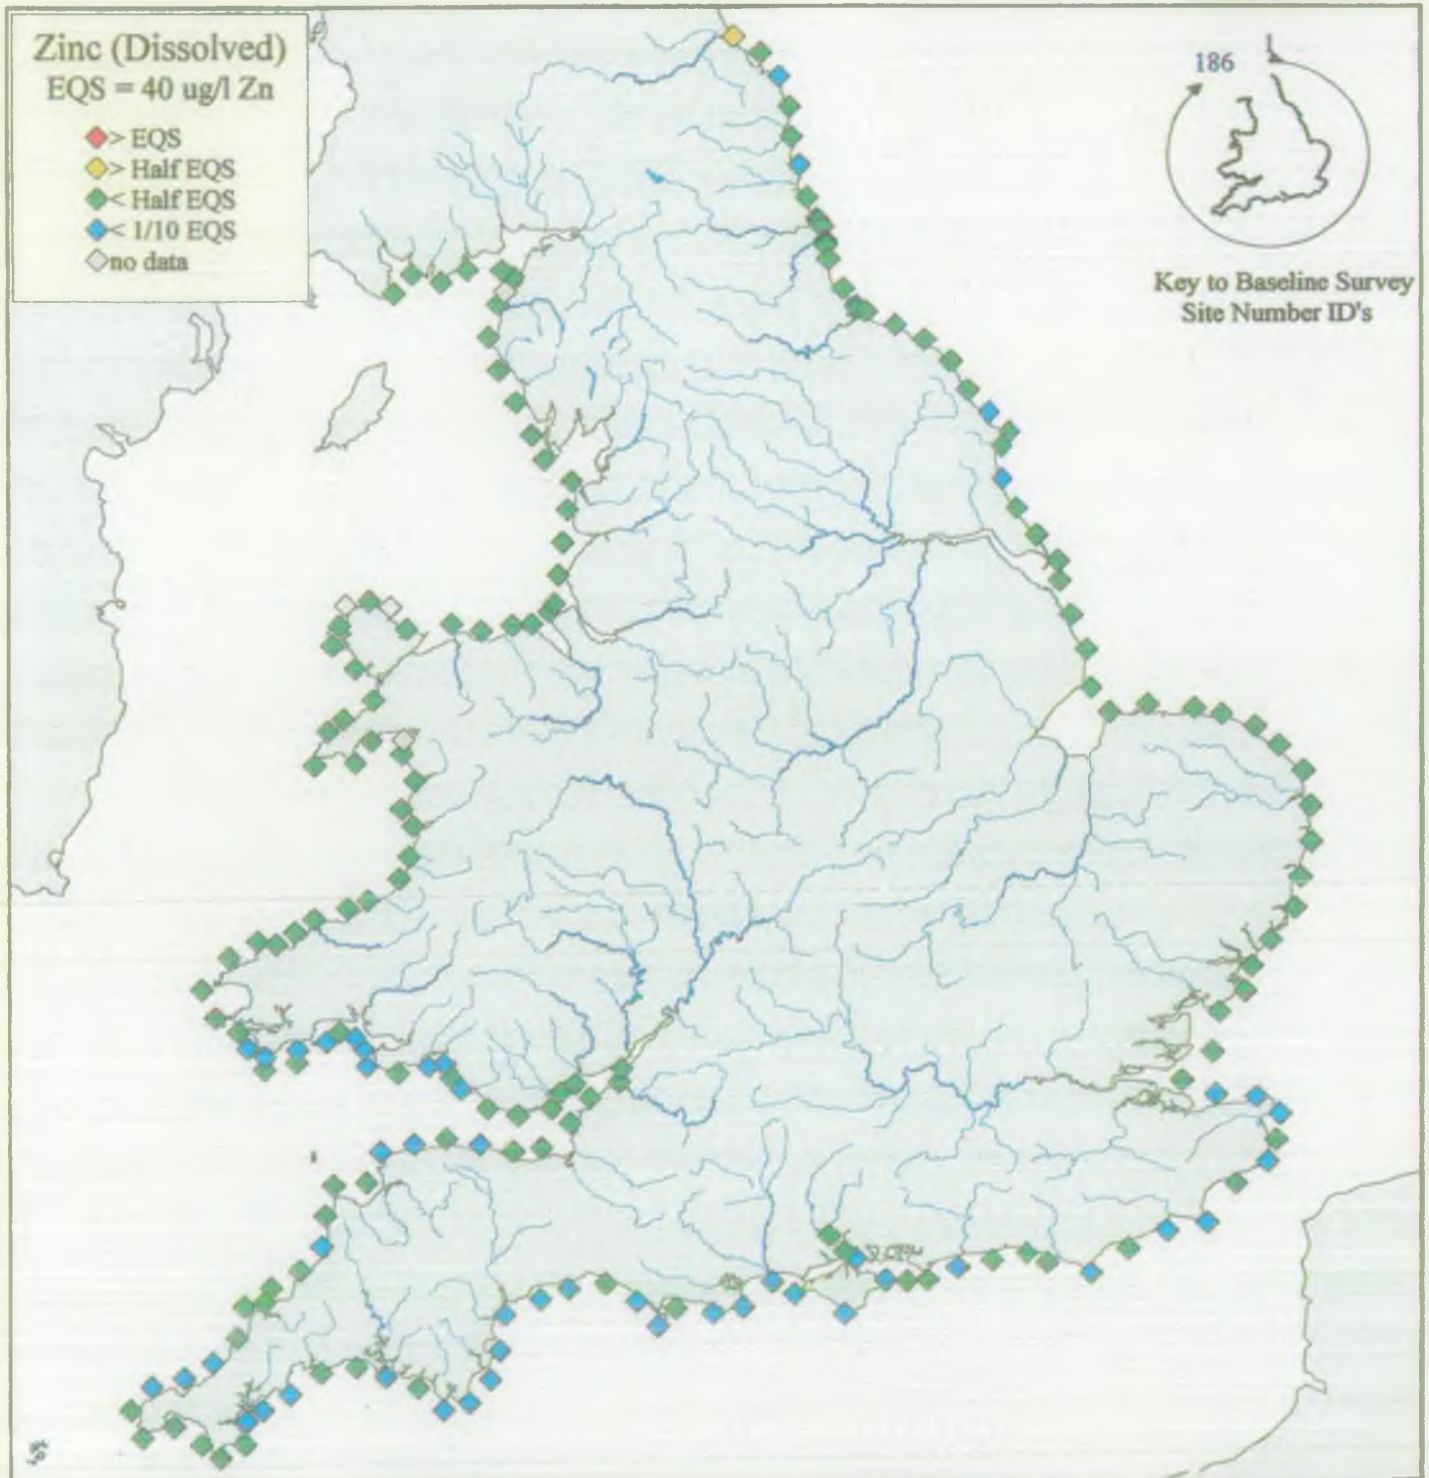 Zinc (Dissolved)
EQS = 40 ug/l Zn
> EQS
> Half EQS
< Half EQS
< 1/10 EQS
no data
186
Key to Baseline Survey
Site Number ID's